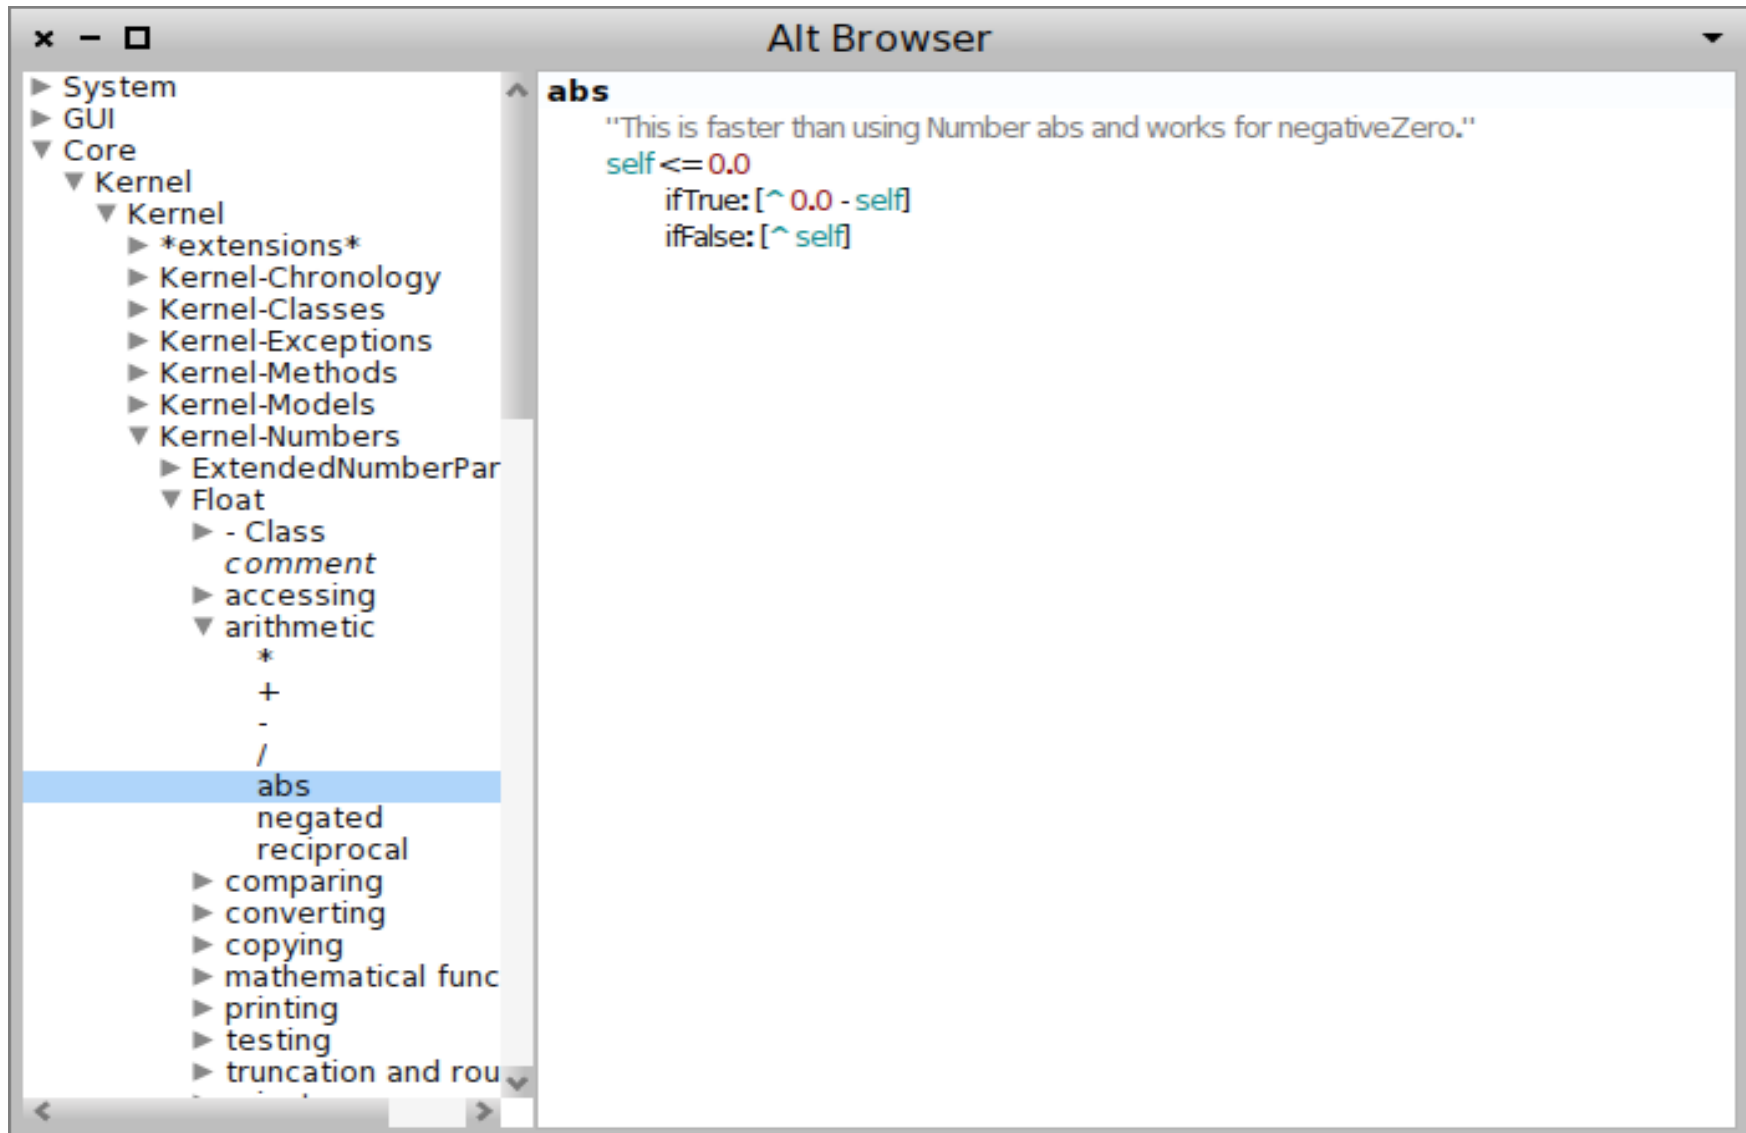 Alt Browser
System
GUI
Core
Kernel
Kernel
*extensions*
Kernel-Chronology
Kernel-Classes
Kernel-Exceptions
Kernel-Methods
Kernel-Models
Kernel-Numbers
ExtendedNumberPar
Float
- Class
comment
accessing
arithmetic
*
+
-
/
abs
negated
reciprocal
comparing
converting
copying
mathematical func
printing
testing
truncation and rou
abs
"This is faster than using Number abs and works for negativeZero."
self <= 0.0
ifTrue: [^ 0.0 - self]
ifFalse: [^ self]